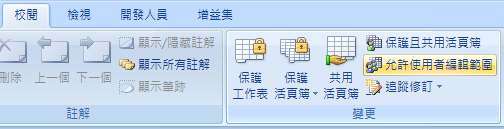 校閱 檢視 開發人員 增益集
刪除 上一個 下一個
顯示/隱藏註解
顯示所有註解
顯示筆跡
註解
保護
工作表
保護
活頁簿
共用
活頁簿
保護且共用活頁簿
允許使用者編輯範圍
追蹤修訂
變更